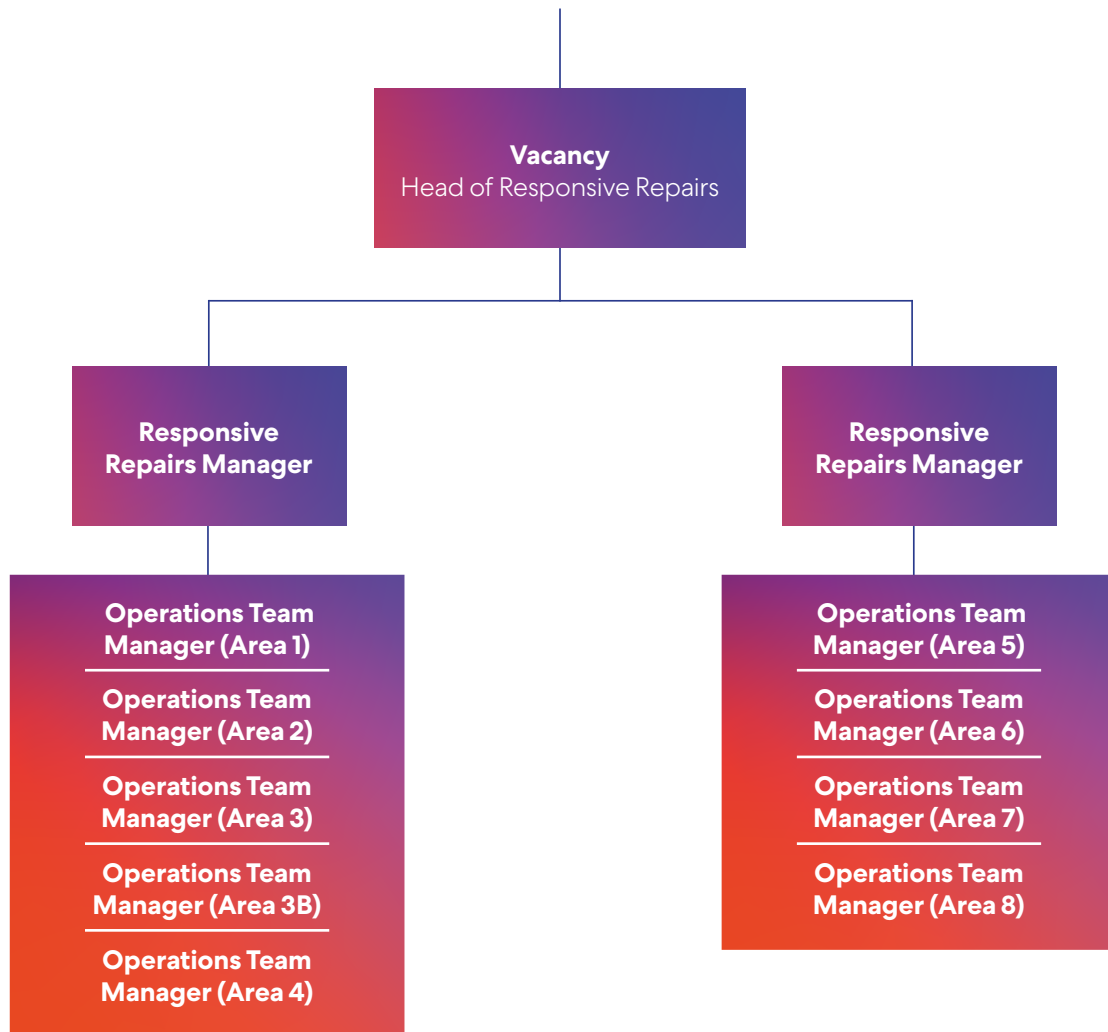 Vacancy
Head of Responsive Repairs
Responsive
Repairs Manager
Operations Team
Manager (Area 1)
Operations Team
Manager (Area 2)
Operations Team
Manager (Area 3)
Operations Team
Manager (Area 3B)
Operations Team
Manager (Area 4)
Responsive
Repairs Manager
Operations Team
Manager (Area 5)
Operations Team
Manager (Area 6)
Operations Team
Manager (Area 7)
Operations Team
Manager (Area 8)